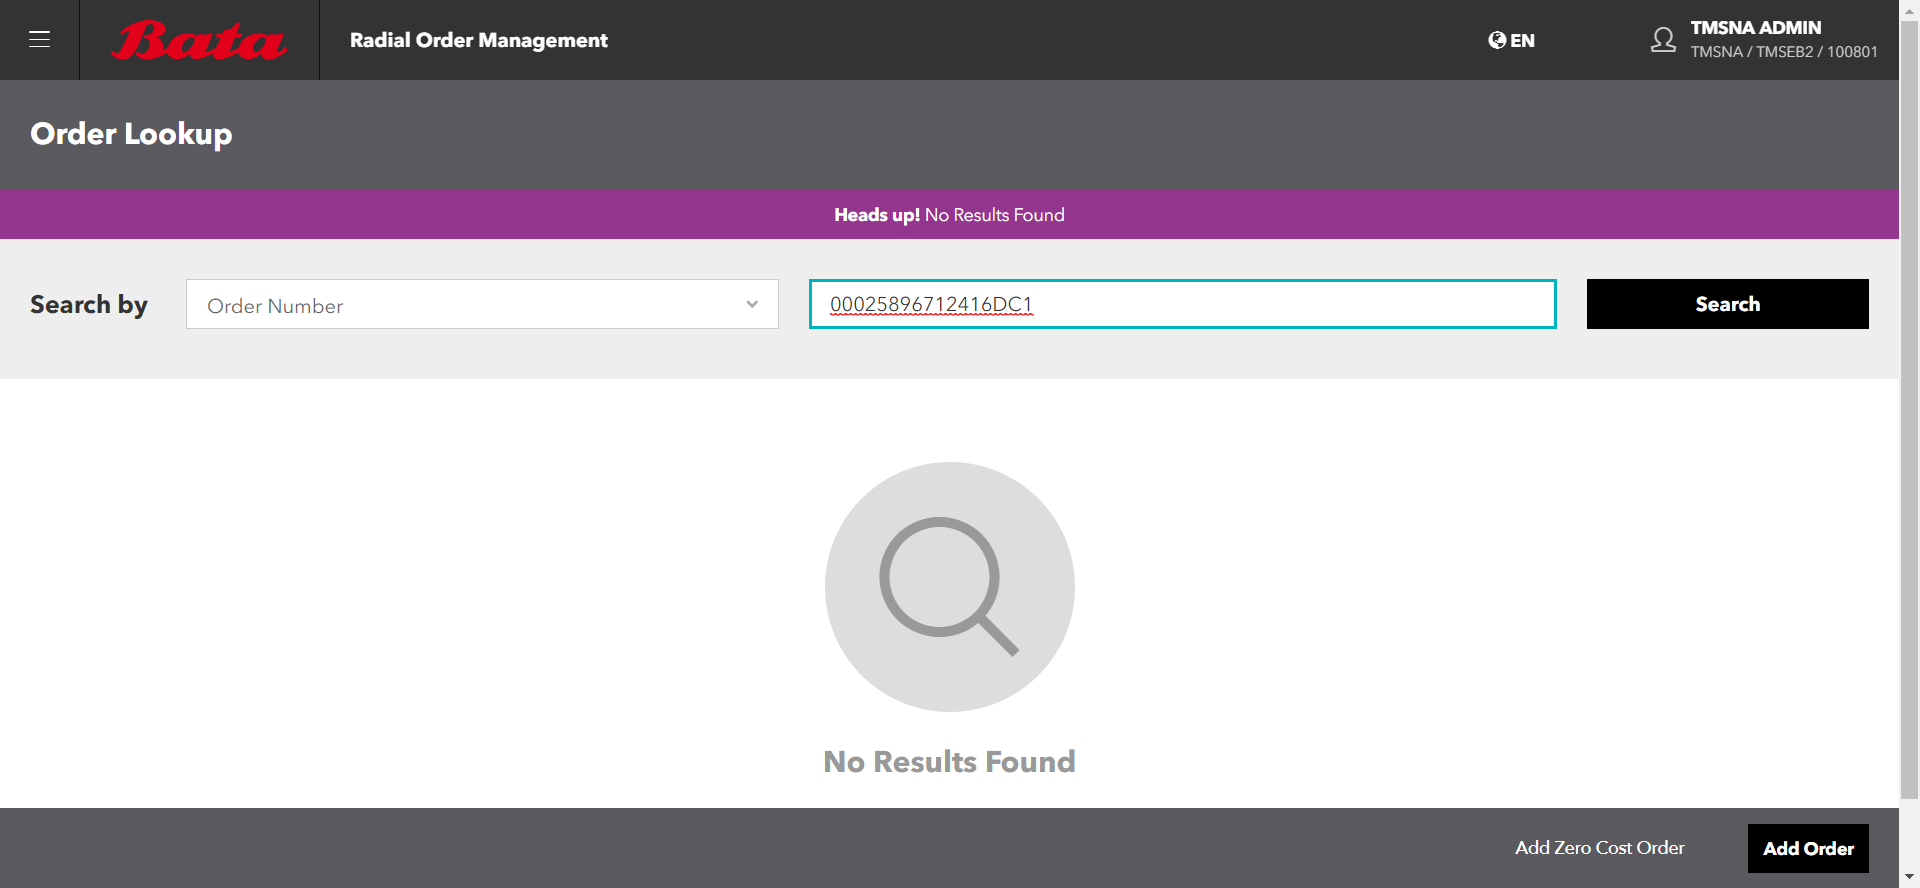 Bata
Radial Order Management
EN
TMSNA ADMIN
TMSNA / TMSEB2 / 100801
Order Lookup
Heads up! No Results Found
Search by
Order Number
00025896712416DC1
Search
No Results Found
Add Zero Cost Order
Add Order